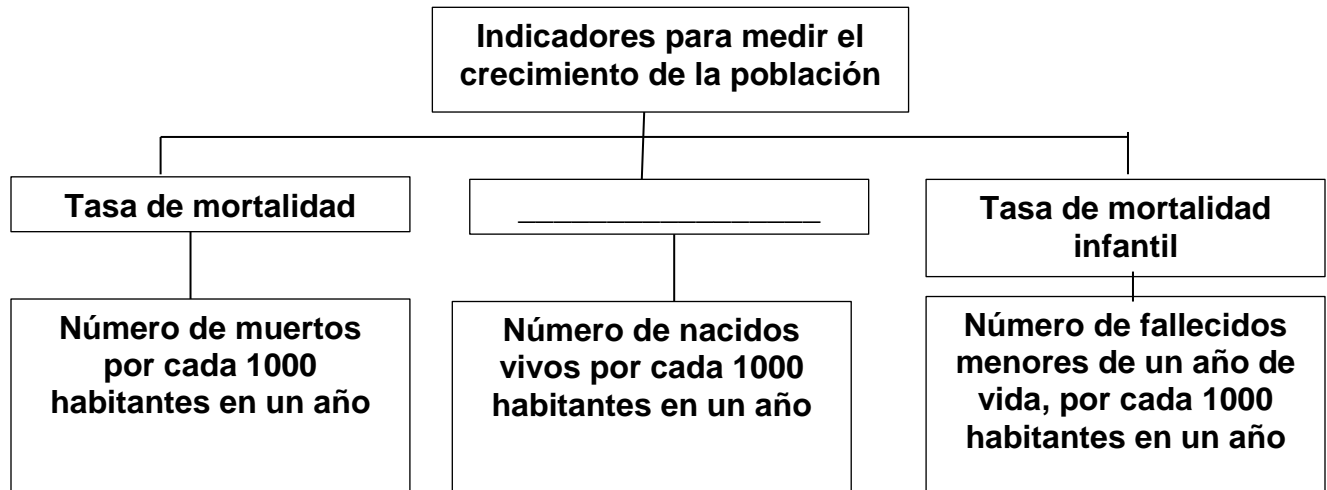 Indicadores para medir el
crecimiento de la población
Tasa de mortalidad
___________________
Tasa de mortalidad
infantil
Número de muertos
por cada 1000
habitantes en un año
Número de nacidos
vivos por cada 1000
habitantes en un año
Número de fallecidos
menores de un año de
vida, por cada 1000
habitantes en un año